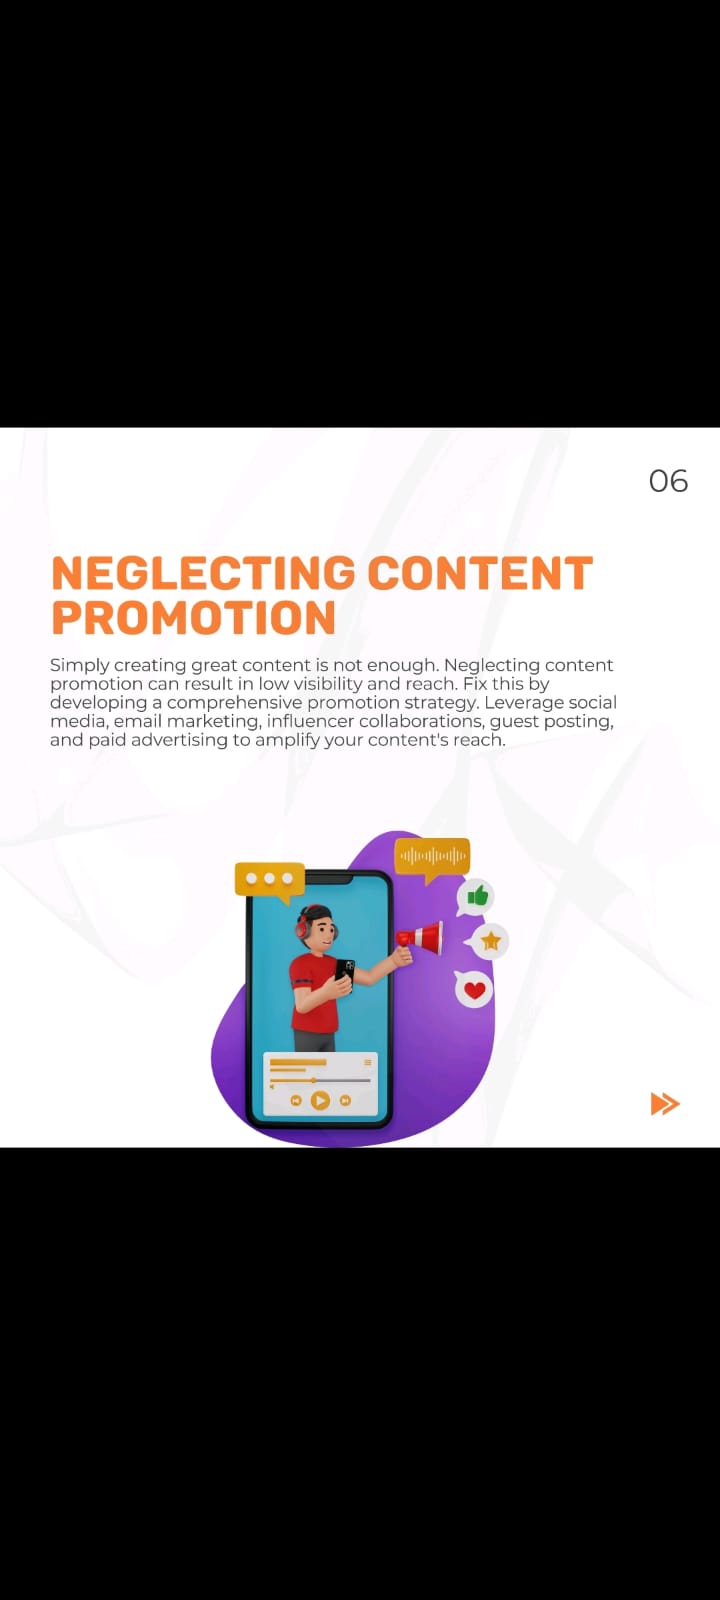 06
NEGLECTING CONTENT
PROMOTION
Simply creating great content is not enough. Neglecting content
promotion can result in low visibility and reach. Fix this by
developing a comprehensive promotion strategy. Leverage social
media, email marketing, influencer collaborations, guest posting,
and paid advertising to amplify your content's reach.